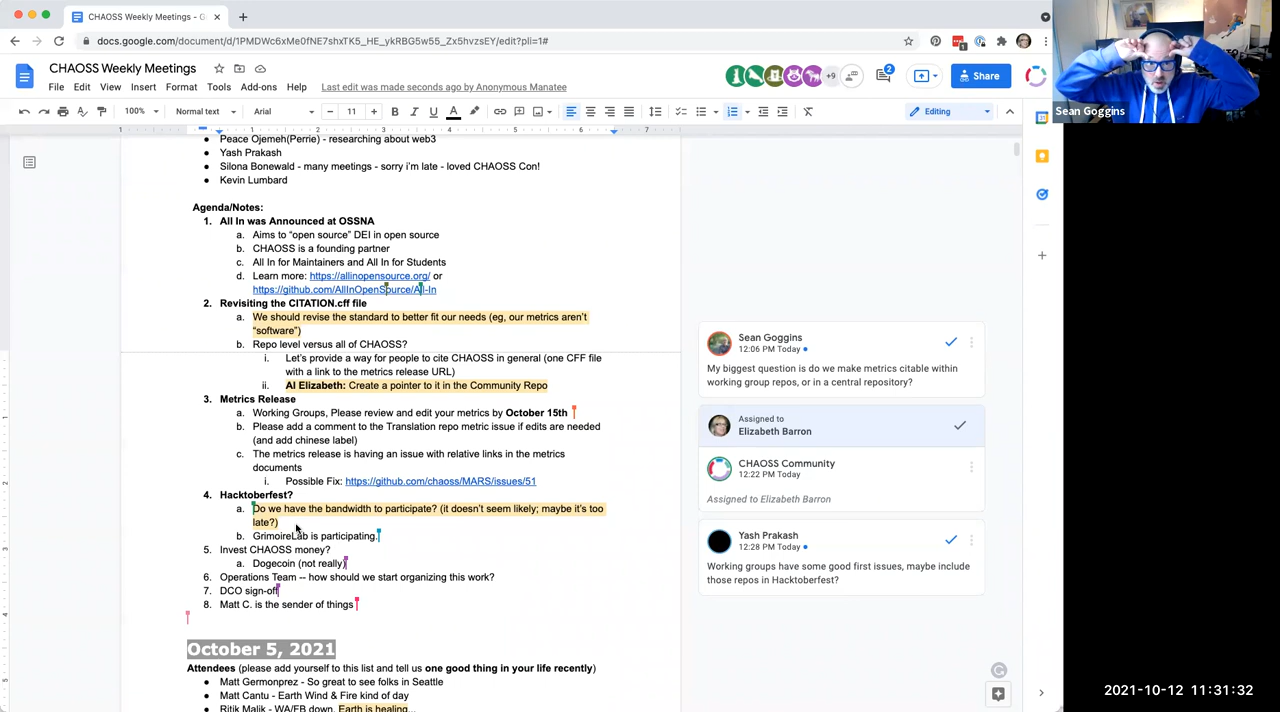 CHAOSS Weekly Meetings - G
docs.google.com/document/d/1PMDWc6xMe0fNE7shxTK5_HE_ykRBG5w55_Zx5hvzsEY/edit?pli=1#
CHAOSS Weekly Meetings
File Edit View Insert Format Tools Add-ons Help Last edit was made seconds ago by Anonymous Manatee
+9
2
Share
Sean Goggins
100% Normal text Arial 11 Editing
Peace Ojemeh(Perrie) - researching about web3
Yash Prakash
Silona Bonewald - many meetings - sorry i'm late - loved CHAOSS Con!
Kevin Lumbard
Agenda/Notes:
1. All In was Announced at OSSNA
a. Aims to "open source" DEI in open source
b. CHAOSS is a founding partner
c. All In for Maintainers and All In for Students
d. Learn more: https://allinopensource.org/ or
https://github.com/AllInOpenSource/All-In
2. Revisiting the CITATION.cff file
a. We should revise the standard to better fit our needs (eg, our metrics aren't
"software")
b. Repo level versus all of CHAOSS?
i. Let's provide a way for people to cite CHAOSS in general (one CFF file
with a link to the metrics release URL)
ii. AI Elizabeth: Create a pointer to it in the Community Repo
3. Metrics Release
a. Working Groups, Please review and edit your metrics by October 15th
b. Please add a comment to the Translation repo metric issue if edits are needed
(and add chinese label)
c. The metrics release is having an issue with relative links in the metrics
documents
i. Possible Fix: https://github.com/chaoss/MARS/issues/51
4. Hacktoberfest?
a. Do we have the bandwidth to participate? (it doesn't seem likely; maybe it's too
late?)
b. GrimoireLab is participating.
5. Invest CHAOSS money?
a. Dogecoin (not really)
6. Operations Team -- how should we start organizing this work?
7. DCO sign-off
8. Matt C. is the sender of things
October 5, 2021
Attendees (please add yourself to this list and tell us one good thing in your life recently)
Matt Germonprez - So great to see folks in Seattle
Matt Cantu - Earth Wind & Fire kind of day
Ritik Malik - WA/FB down, Earth is healing...
Sean Goggins
12:06 PM Today
My biggest question is do we make metrics citable within
working group repos, or in a central repository?
Assigned to
Elizabeth Barron
CHAOSS Community
12:22 PM Today
Assigned to Elizabeth Barron
Yash Prakash
12:28 PM Today
Working groups have some good first issues, maybe include
those repos in Hacktoberfest?
2021-10-12 11:31:32